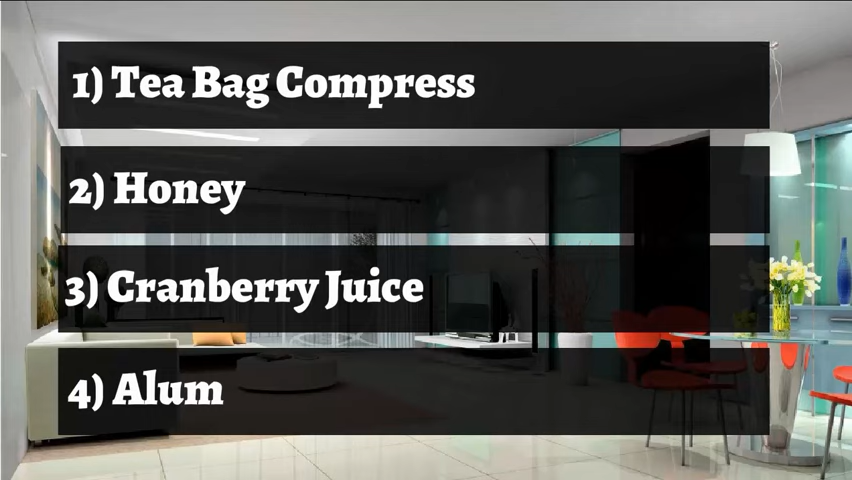 1) Tea Bag Compress
2) Honey
3) Cranberry Juice
4) Alum